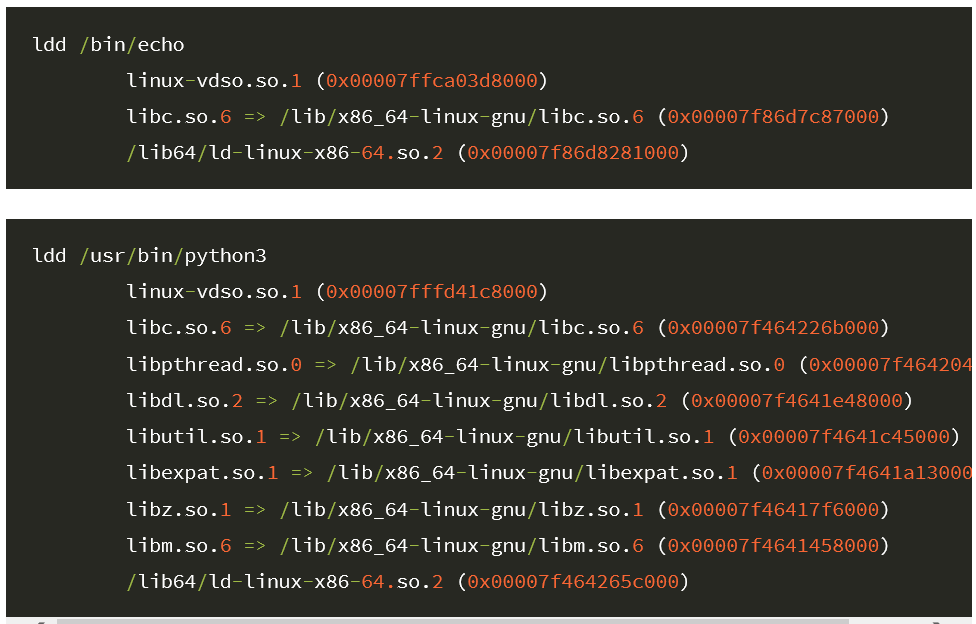 ldd /bin/echo
linux-vdso.so.1 (0x00007ffca03d8000)
libc.so.6 => /lib/x86_64-linux-gnu/libc.so.6 (0x00007f86d7c87000)
/lib64/ld-linux-x86-64.so.2 (0x00007f86d8281000)
ldd /usr/bin/python3
linux-vdso.so.1 (0x00007fffd41c8000)
libc.so.6 => /lib/x86_64-linux-gnu/libc.so.6 (0x00007f464226b000)
libpthread.so.0 => /lib/x86_64-linux-gnu/libpthread.so.0 (0x00007f464204
libdl.so.2 => /lib/x86_64-linux-gnu/libdl.so.2 (0x00007f4641e48000)
libutil.so.1 => /lib/x86_64-linux-gnu/libutil.so.1 (0x00007f4641c45000)
libexpat.so.1 => /lib/x86_64-linux-gnu/libexpat.so.1 (0x00007f4641a13000
libz.so.1 => /lib/x86_64-linux-gnu/libz.so.1 (0x00007f46417f6000)
libm.so.6 => /lib/x86_64-linux-gnu/libm.so.6 (0x00007f4641458000)
/lib64/ld-linux-x86-64.so.2 (0x00007f464265c000)